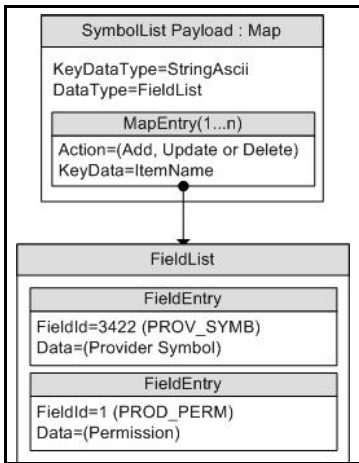 SymbolList Payload : Map
KeyDataType=StringAscii
DataType=FieldList
MapEntry(1...n)
Action=(Add, Update or Delete)
KeyData=ItemName
FieldList
FieldEntry
FieldId=3422 (PROV_SYMB)
Data=(Provider Symbol)
FieldEntry
FieldId=1 (PROD_PERM)
Data=(Permission)